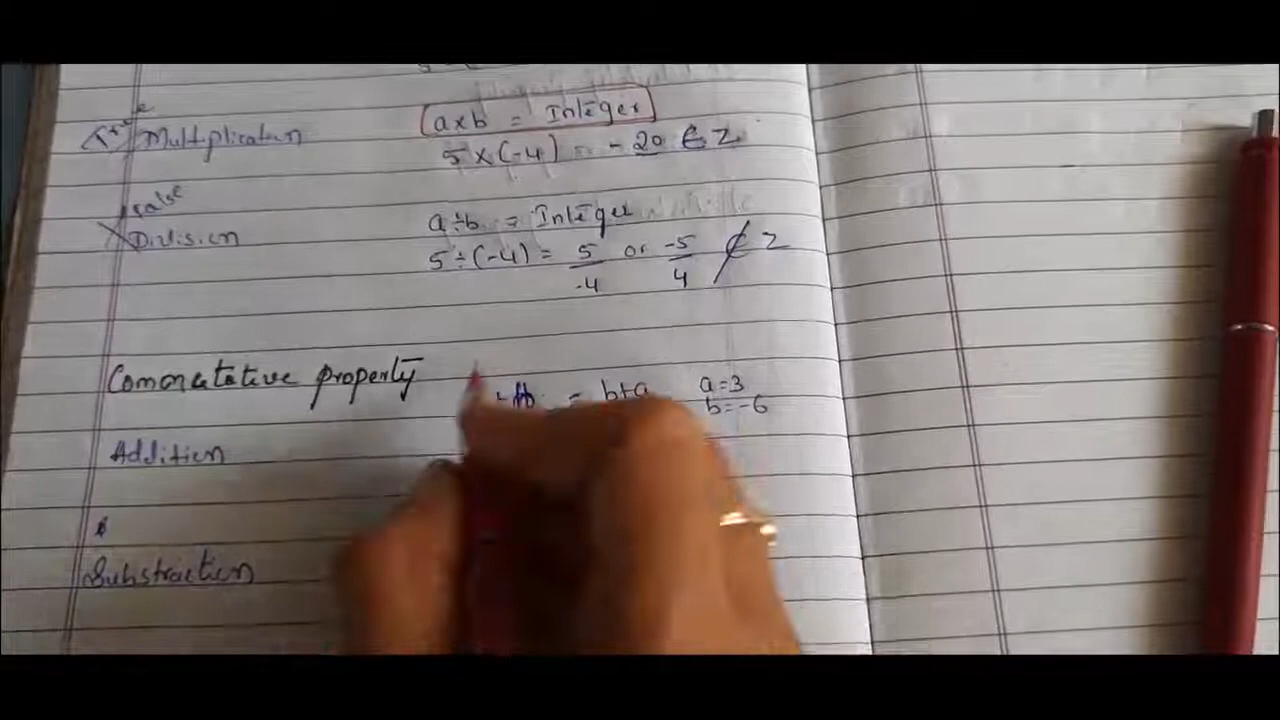 true
Multiplication
a×b = Integer
5×(-4) = -20 ∈ Z
False
Division
a÷b = Integer
5÷(-4) = 5/-4 or -5/4 ∉ Z
Commutative property
= b+a
a=3
b=-6
Addition
Substraction